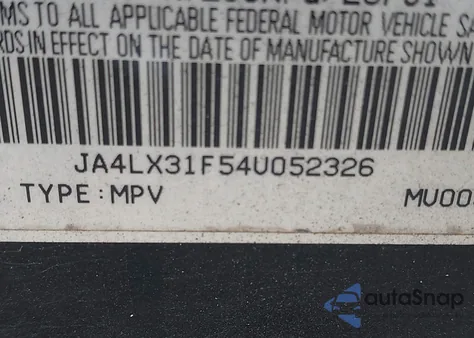 MS TO ALL APPLICABLE FEDERAL MOTOR VEHICLE SA
RDS IN EFFECT ON THE DATE OF MANUFACTURE SHOWN
JA4LX31F54U052326
TYPE:MPV MU00
autoSnap